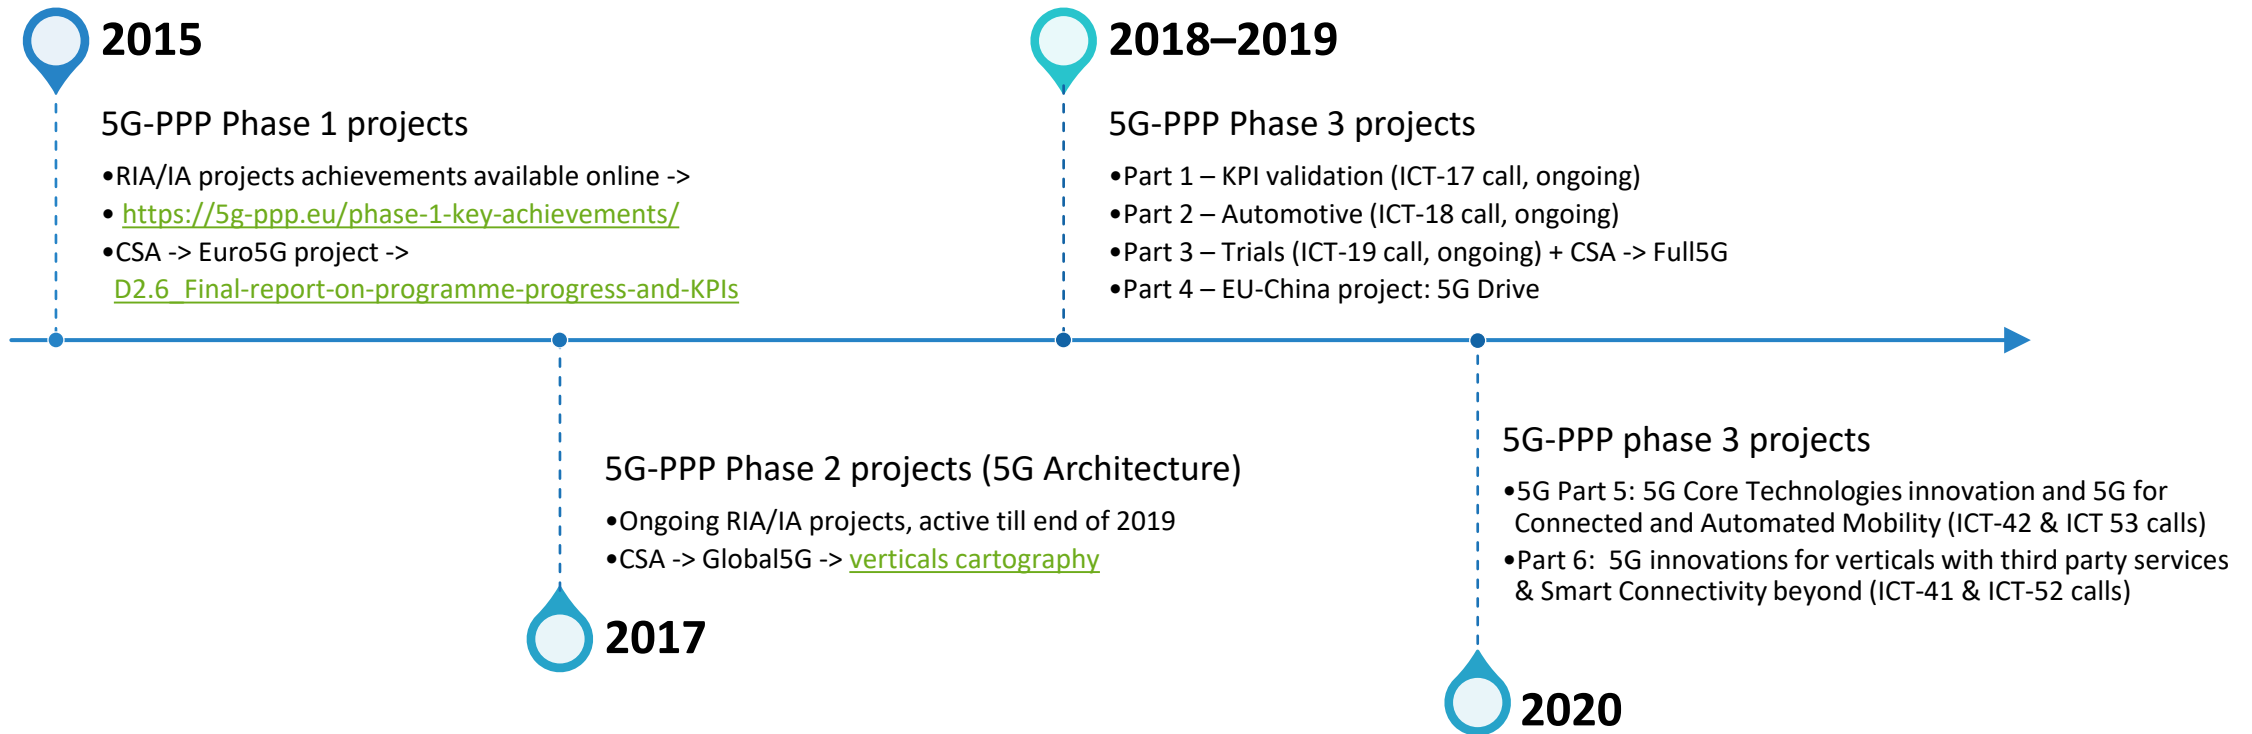 2015
5G-PPP Phase 1 projects
•RIA/IA projects achievements available online ->
• https://5g-ppp.eu/phase-1-key-achievements/
•CSA -> Euro5G project ->
D2.6_Final-report-on-programme-progress-and-KPIs
2018–2019
5G-PPP Phase 3 projects
•Part 1 – KPI validation (ICT-17 call, ongoing)
•Part 2 – Automotive (ICT-18 call, ongoing)
•Part 3 – Trials (ICT-19 call, ongoing) + CSA -> Full5G
•Part 4 – EU-China project: 5G Drive
5G-PPP Phase 2 projects (5G Architecture)
•Ongoing RIA/IA projects, active till end of 2019
•CSA -> Global5G -> verticals cartography
2017
5G-PPP phase 3 projects
•5G Part 5: 5G Core Technologies innovation and 5G for
Connected and Automated Mobility (ICT-42 & ICT 53 calls)
•Part 6:  5G innovations for verticals with third party services
& Smart Connectivity beyond (ICT-41 & ICT-52 calls)
2020